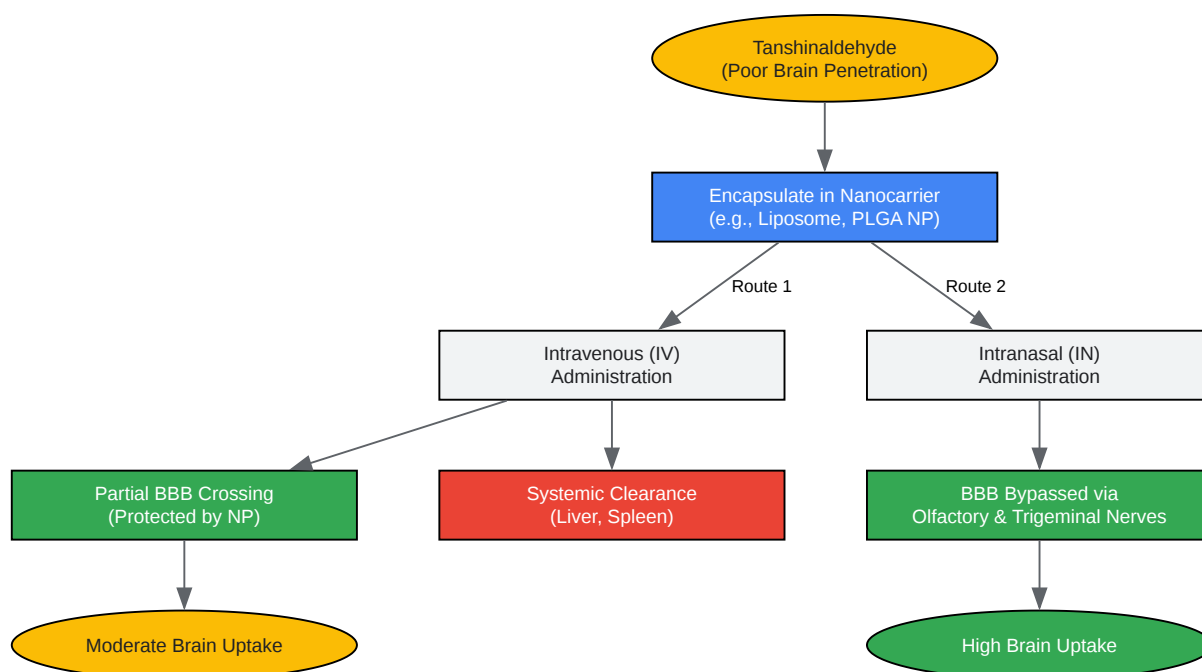 Tanshinaldehyde
(Poor Brain Penetration)
Encapsulate in Nanocarrier
(e.g., Liposome, PLGA NP)
Route 1
Route 2
Intravenous (IV)
Administration
Intranasal (IN)
Administration
Partial BBB Crossing
(Protected by NP)
Systemic Clearance
(Liver, Spleen)
BBB Bypassed via
Olfactory & Trigeminal Nerves
Moderate Brain Uptake
High Brain Uptake